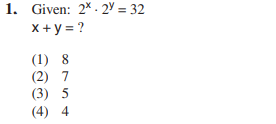 1. Given: 2ˣ · 2ʸ = 32
x + y = ?
(1) 8
(2) 7
(3) 5
(4) 4